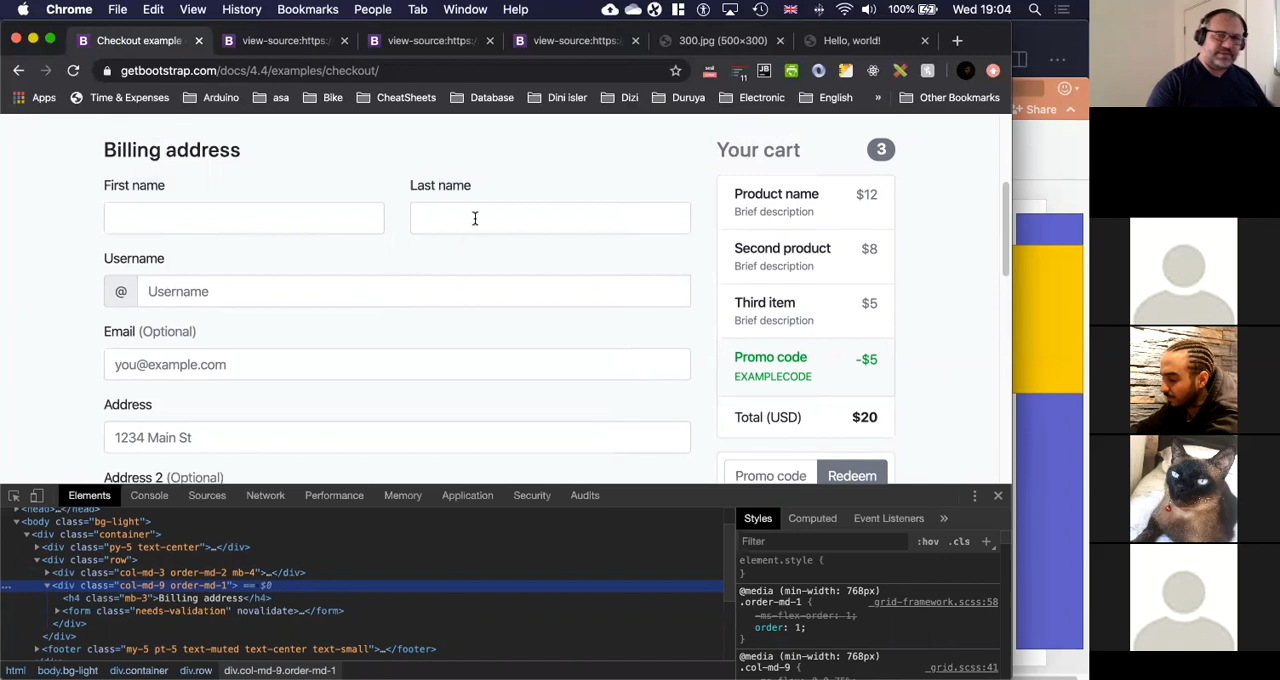 Chrome File Edit View History Bookmarks People Tab Window Help 100% Wed 19:04
Checkout example view-source:https:/ view-source:https:/ view-source:https: 300.jpg (500×300) Hello, world!
getbootstrap.com/docs/4.4/examples/checkout/
11
Apps Time & Expenses Arduino asa Bike CheatSheets Database Dini isler Dizi Duruya Electronic English » Other Bookmarks
Share
Billing address
First name
Last name
Username
@ Username
Email (Optional)
you@example.com
Address
1234 Main St
Address 2 (Optional)
Your cart 3
Product name $12
Brief description
Second product $8
Brief description
Third item $5
Brief description
Promo code -$5
EXAMPLECODE
Total (USD) $20
Promo code Redeem
Elements Console Sources Network Performance Memory Application Security Audits
<head>…</head>
<body class="bg-light">
<div class="container">
<div class="py-5 text-center">…</div>
<div class="row">
<div class="col-md-3 order-md-2 mb-4">…</div>
<div class="col-md-9 order-md-1"> == $0
<h4 class="mb-3">Billing address</h4>
<form class="needs-validation" novalidate>…</form>
</div>
</div>
<footer class="my-5 pt-5 text-muted text-center text-small">…</footer>
html body.bg-light div.container div.row div.col-md-9.order-md-1
Styles Computed Event Listeners »
Filter :hov .cls +
element.style {
}
@media (min-width: 768px)
.order-md-1 { _grid-framework.scss:58
-ms-flex-order: 1;
order: 1;
}
@media (min-width: 768px)
.col-md-9 { _grid.scss:41